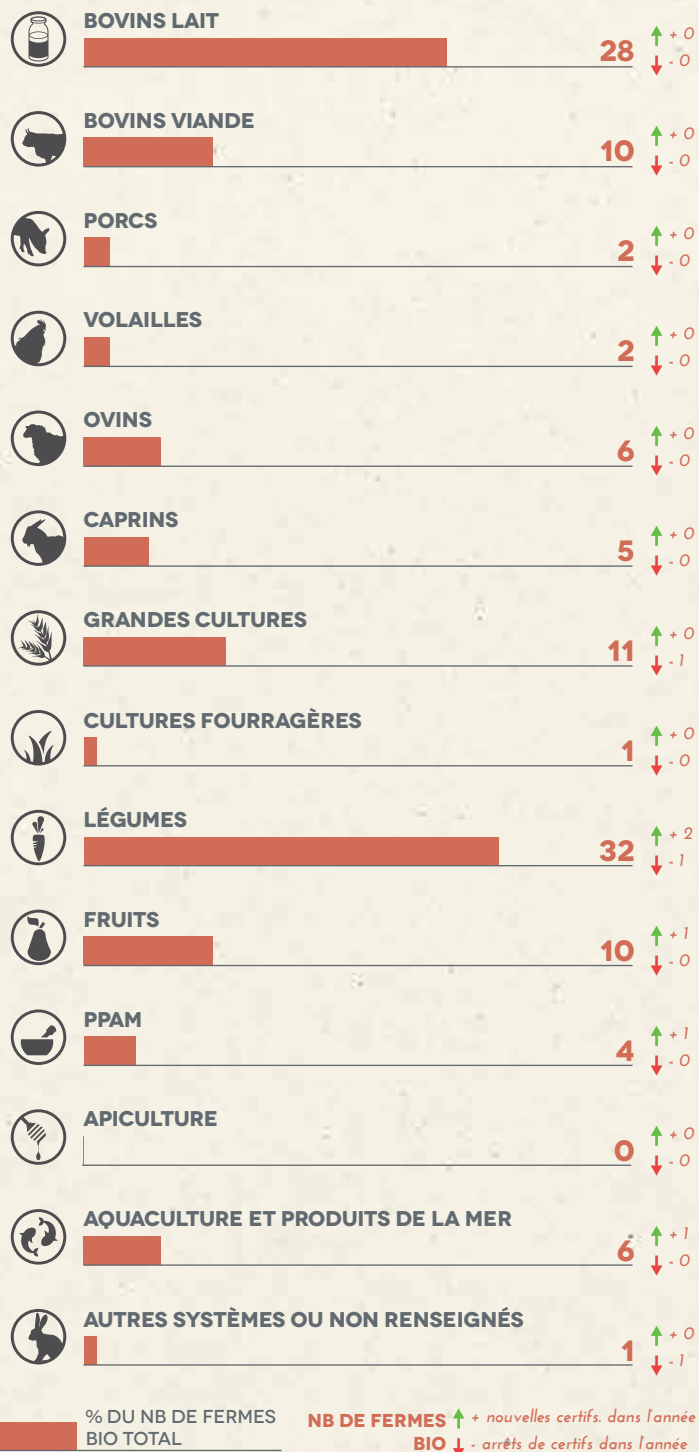 BOVINS LAIT
28
+ 0
- 0
BOVINS VIANDE
10
+ 0
- 0
PORCS
2
+ 0
- 0
VOLAILLES
2
+ 0
- 0
OVINS
6
+ 0
- 0
CAPRINS
5
+ 0
- 0
GRANDES CULTURES
11
+ 0
- 1
CULTURES FOURRAGÈRES
1
+ 0
- 0
LÉGUMES
32
+ 2
- 1
FRUITS
10
+ 1
- 0
PPAM
4
+ 1
- 0
APICULTURE
0
+ 0
- 0
AQUACULTURE ET PRODUITS DE LA MER
6
+ 1
- 0
AUTRES SYSTÈMES OU NON RENSEIGNÉS
1
+ 0
- 1
% DU NB DE FERMES
BIO TOTAL
NB DE FERMES
BIO
+ nouvelles certifs. dans l'année
- arrêts de certifs dans l'année